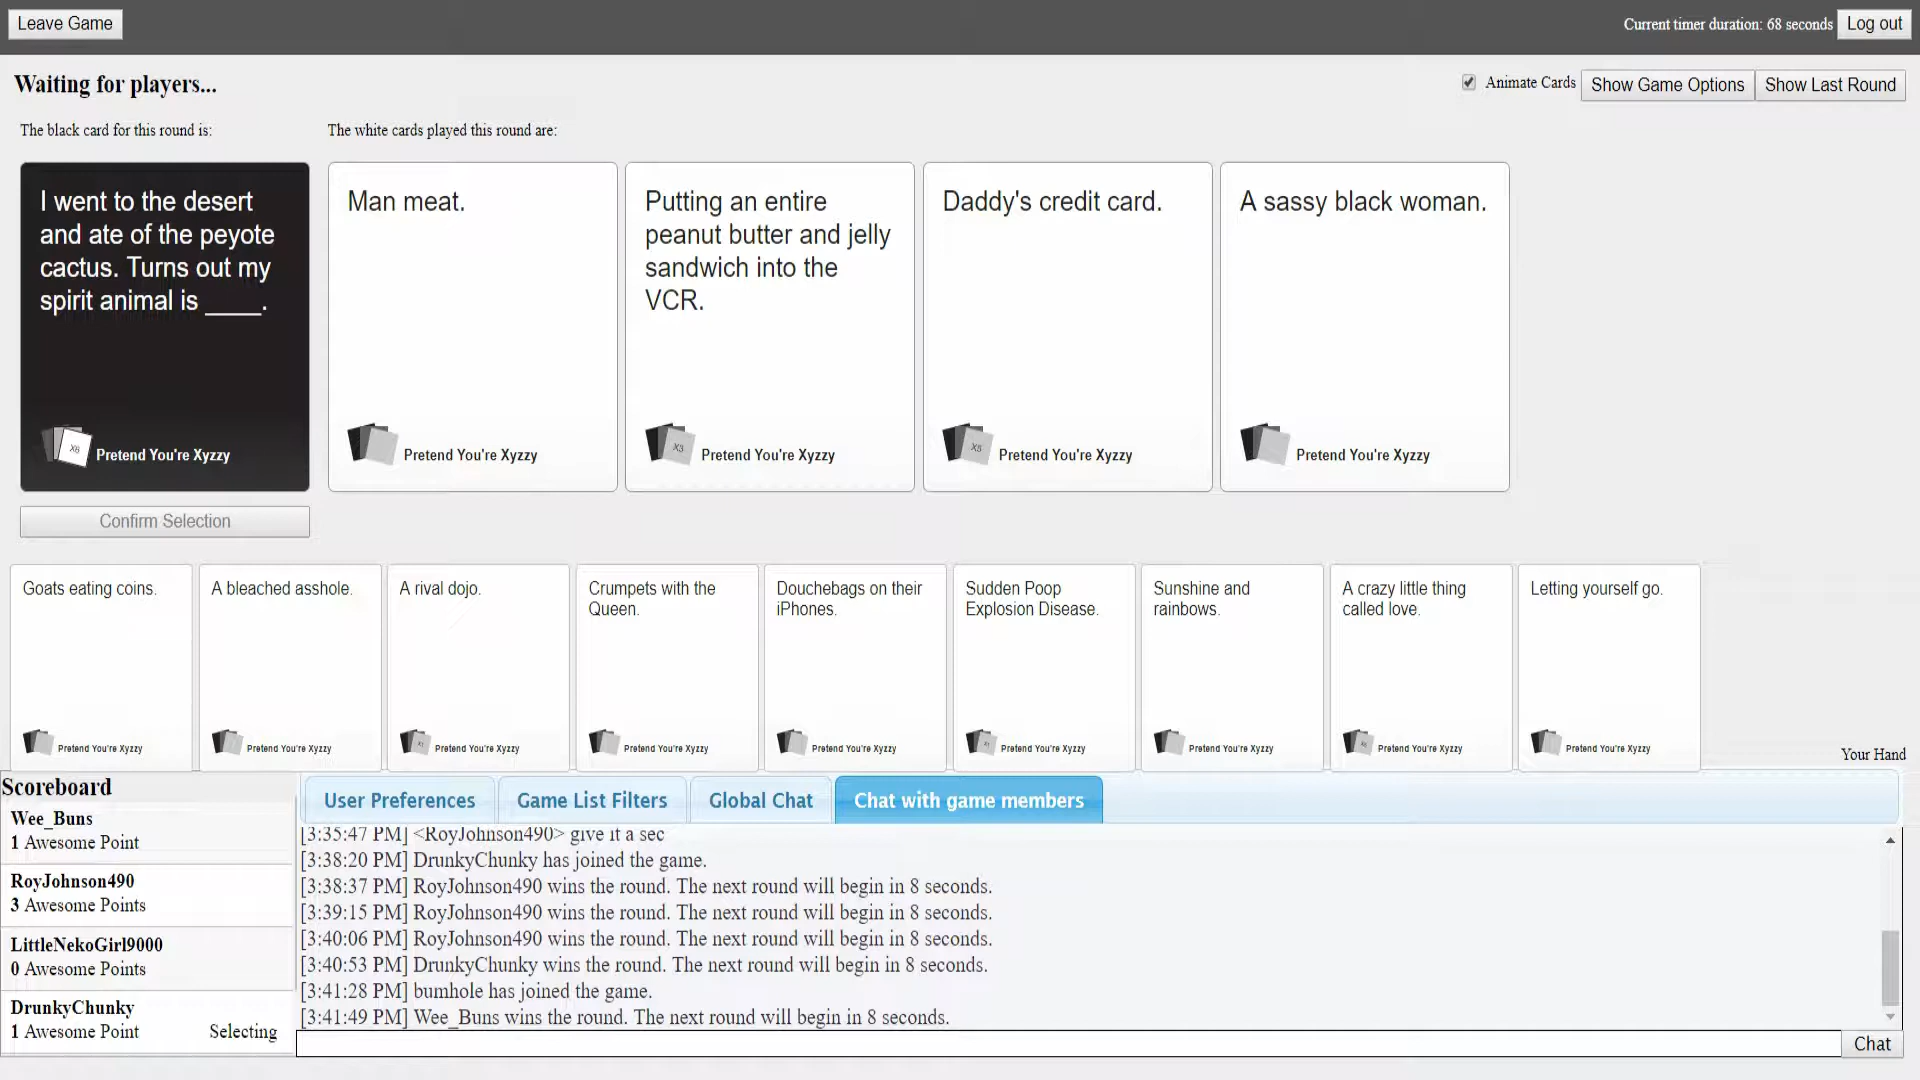 Leave Game
Current timer duration: 68 seconds
Log out
Waiting for players...
Animate Cards
Show Game Options
Show Last Round
The black card for this round is:
The white cards played this round are:
I went to the desert
and ate of the peyote
cactus. Turns out my
spirit animal is _____.
X6
Pretend You're Xyzzy
Man meat.
Pretend You're Xyzzy
Putting an entire
peanut butter and jelly
sandwich into the
VCR.
X3
Pretend You're Xyzzy
Daddy's credit card.
X5
Pretend You're Xyzzy
A sassy black woman.
Pretend You're Xyzzy
Confirm Selection
Goats eating coins.
Pretend You're Xyzzy
A bleached asshole.
Pretend You're Xyzzy
A rival dojo.
X1
Pretend You're Xyzzy
Crumpets with the
Queen.
Pretend You're Xyzzy
Douchebags on their
iPhones.
Pretend You're Xyzzy
Sudden Poop
Explosion Disease.
X1
Pretend You're Xyzzy
Sunshine and
rainbows.
Pretend You're Xyzzy
A crazy little thing
called love.
Pretend You're Xyzzy
Letting yourself go.
Pretend You're Xyzzy
Your Hand
Scoreboard
Wee_Buns
1 Awesome Point
RoyJohnson490
3 Awesome Points
LittleNekoGirl9000
0 Awesome Points
DrunkyChunky
1 Awesome Point
Selecting
User Preferences
Game List Filters
Global Chat
Chat with game members
[3:35:47 PM] <RoyJohnson490> give it a sec
[3:38:20 PM] DrunkyChunky has joined the game.
[3:38:37 PM] RoyJohnson490 wins the round. The next round will begin in 8 seconds.
[3:39:15 PM] RoyJohnson490 wins the round. The next round will begin in 8 seconds.
[3:40:06 PM] RoyJohnson490 wins the round. The next round will begin in 8 seconds.
[3:40:53 PM] DrunkyChunky wins the round. The next round will begin in 8 seconds.
[3:41:28 PM] bumhole has joined the game.
[3:41:49 PM] Wee_Buns wins the round. The next round will begin in 8 seconds.
Chat